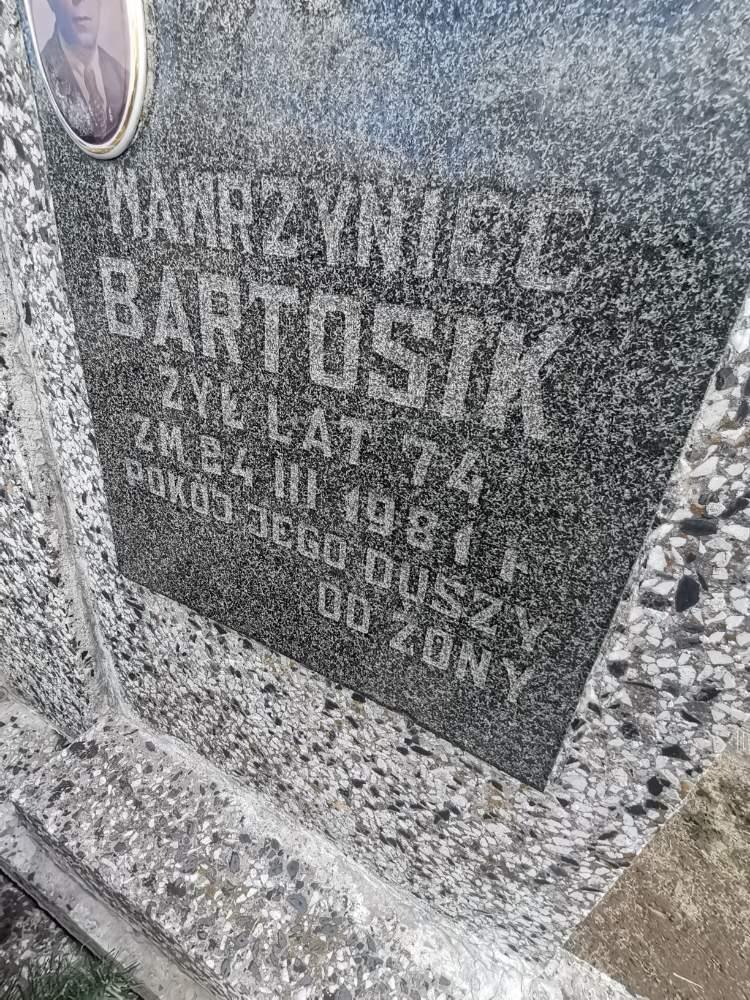 WAWRZYNIEC
BARTOSIK
ŻYŁ LAT 74
ZM. 24 III 1981 r
POKÓJ JEGO DUSZY
OD ŻONY